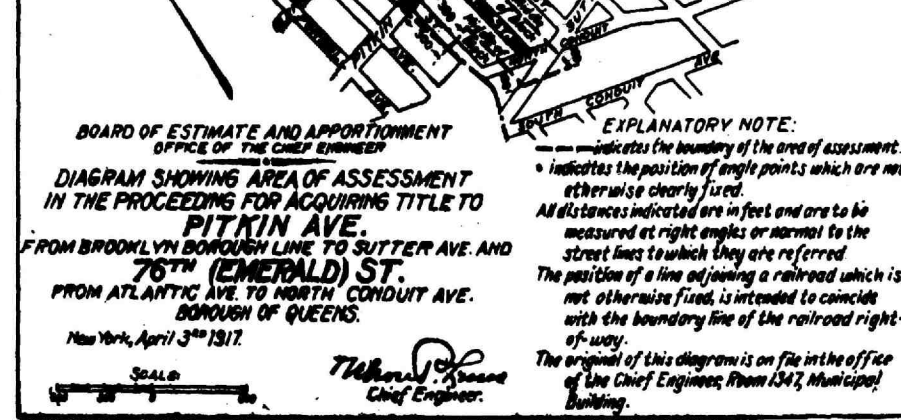 PITKIN
AVE.
AVE.
SOUTH CONDUIT
SUT
SOUTH CONDUIT AVE
BOARD OF ESTIMATE AND APPORTIONMENT
OFFICE OF THE CHIEF ENGINEER
DIAGRAM SHOWING AREA OF ASSESSMENT
IN THE PROCEEDING FOR ACQUIRING TITLE TO
PITKIN AVE.
FROM BROOKLYN BOROUGH LINE TO SUTTER AVE. AND
76TH (EMERALD) ST.
FROM ATLANTIC AVE. TO NORTH CONDUIT AVE.
BOROUGH OF QUEENS.
New York, April 3RD 1917.
SCALE:
Chief Engineer.
EXPLANATORY NOTE:
indicates the boundary of the area of assessment.
indicates the position of angle points which are not
otherwise clearly fixed.
All distances indicated are in feet and are to be
measured at right angles or normal to the
street lines to which they are referred
The position of a line adjoining a railroad which is
not otherwise fixed, is intended to coincide
with the boundary line of the railroad right-
of-way.
The original of this diagram is on file in the office
of the Chief Engineer, Room 1347, Municipal
Building.